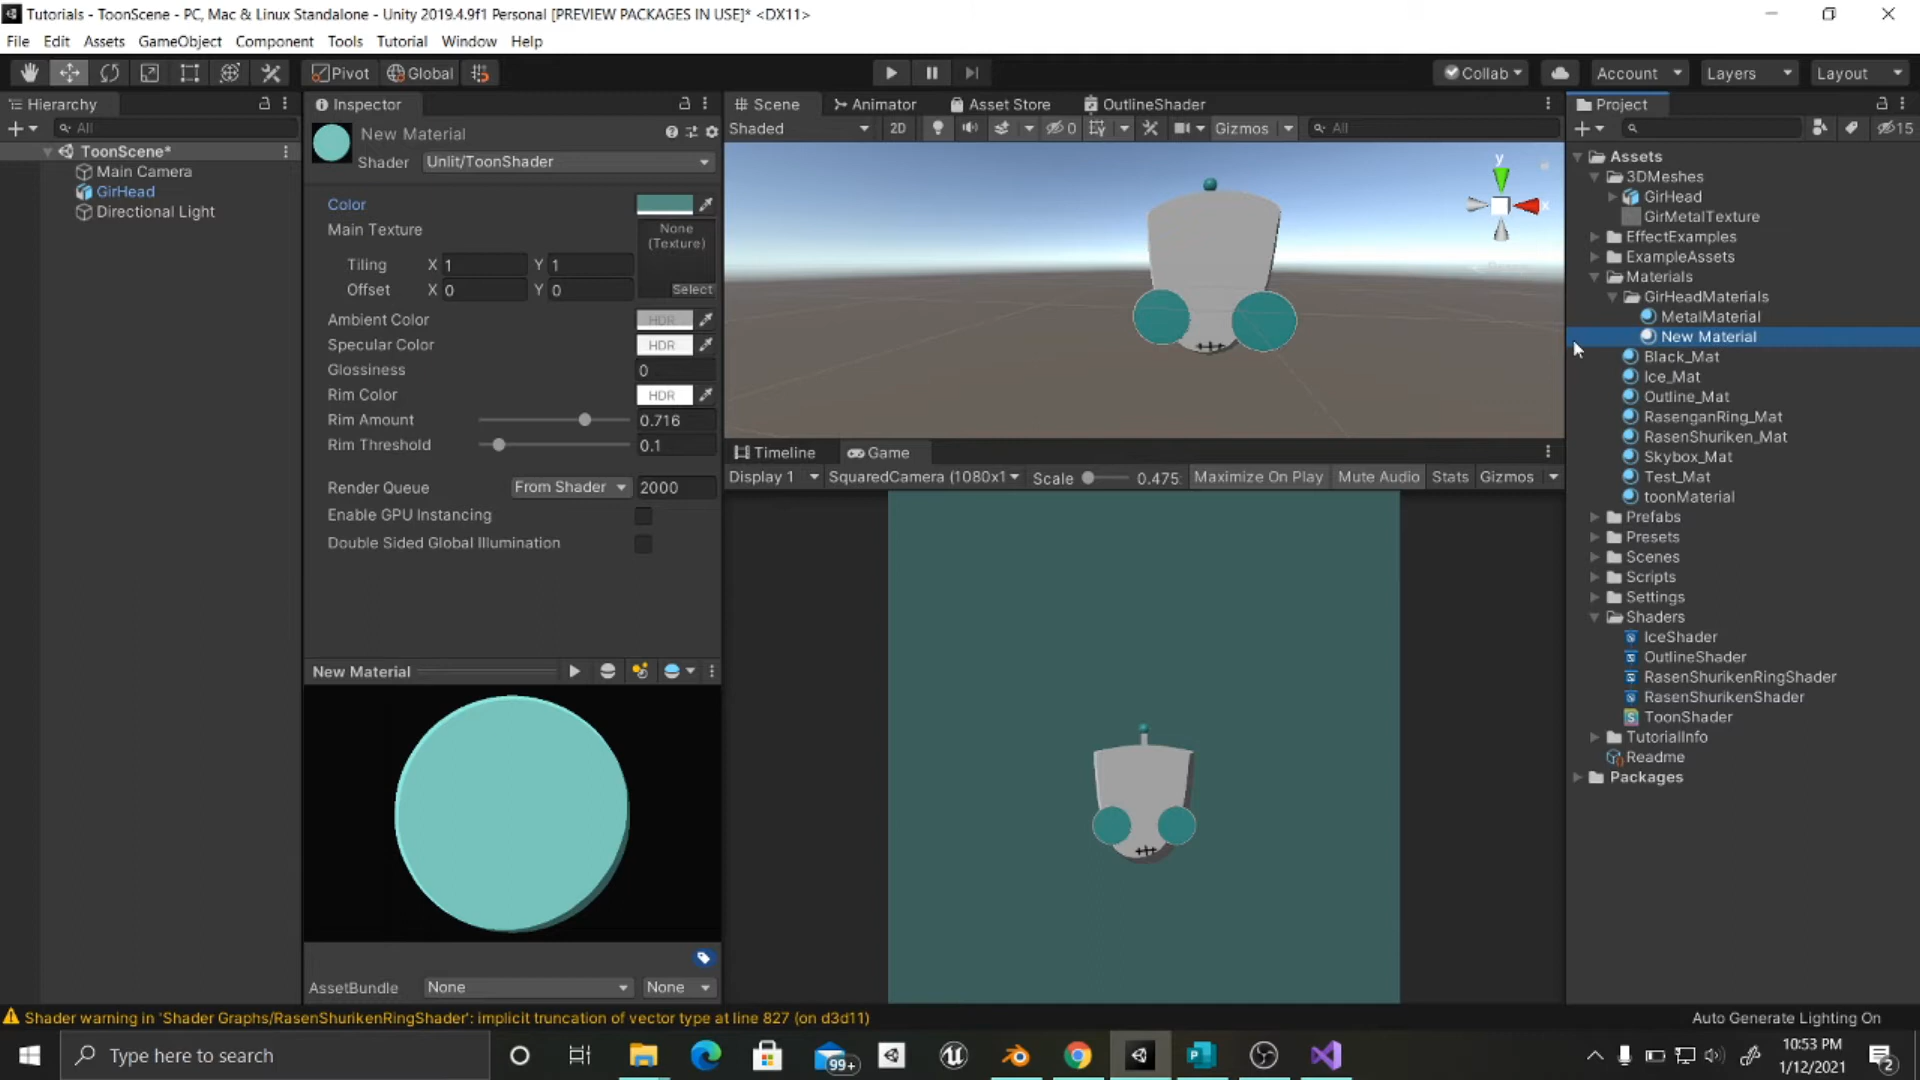 ToonScene - PC, Mac & Linux Standalone - Unity 2019.4.9f1 Personal [PREVIEW PACKAGES IN USE]* <DX11>
Tutorials -
File Edit Assets GameObject Component Tools Tutorial Window Help
Pivot Global Collab Account Layers Layout
Hierarchy
All
ToonScene*
Main Camera
GirHead
Directional Light
Inspector
New Material
Shader Unlit/ToonShader
Color
Main Texture
None
(Texture)
Tiling X 1 Y 1
Offset X 0 Y 0
Select
Ambient Color HDR
Specular Color HDR
Glossiness 0
Rim Color HDR
Rim Amount 0.716
Rim Threshold 0.1
Render Queue From Shader 2000
Enable GPU Instancing
Double Sided Global Illumination
New Material
AssetBundle None None
Scene Animator Asset Store OutlineShader
Shaded 2D 0 Gizmos All
y
x
Timeline Game
Display 1 SquaredCamera (1080x1 Scale 0.475 Maximize On Play Mute Audio Stats Gizmos
Project
15
Assets
3DMeshes
GirHead
GirMetalTexture
EffectExamples
ExampleAssets
Materials
GirHeadMaterials
MetalMaterial
New Material
Black_Mat
Ice_Mat
Outline_Mat
RasenganRing_Mat
RasenShuriken_Mat
Skybox_Mat
Test_Mat
toonMaterial
Prefabs
Presets
Scenes
Scripts
Settings
Shaders
IceShader
OutlineShader
RasenShurikenRingShader
RasenShurikenShader
ToonShader
TutorialInfo
Readme
Packages
Shader warning in 'Shader Graphs/RasenShurikenRingShader': implicit truncation of vector type at line 827 (on d3d11)
Auto Generate Lighting On
Type here to search
99+
10:53 PM
1/12/2021
2